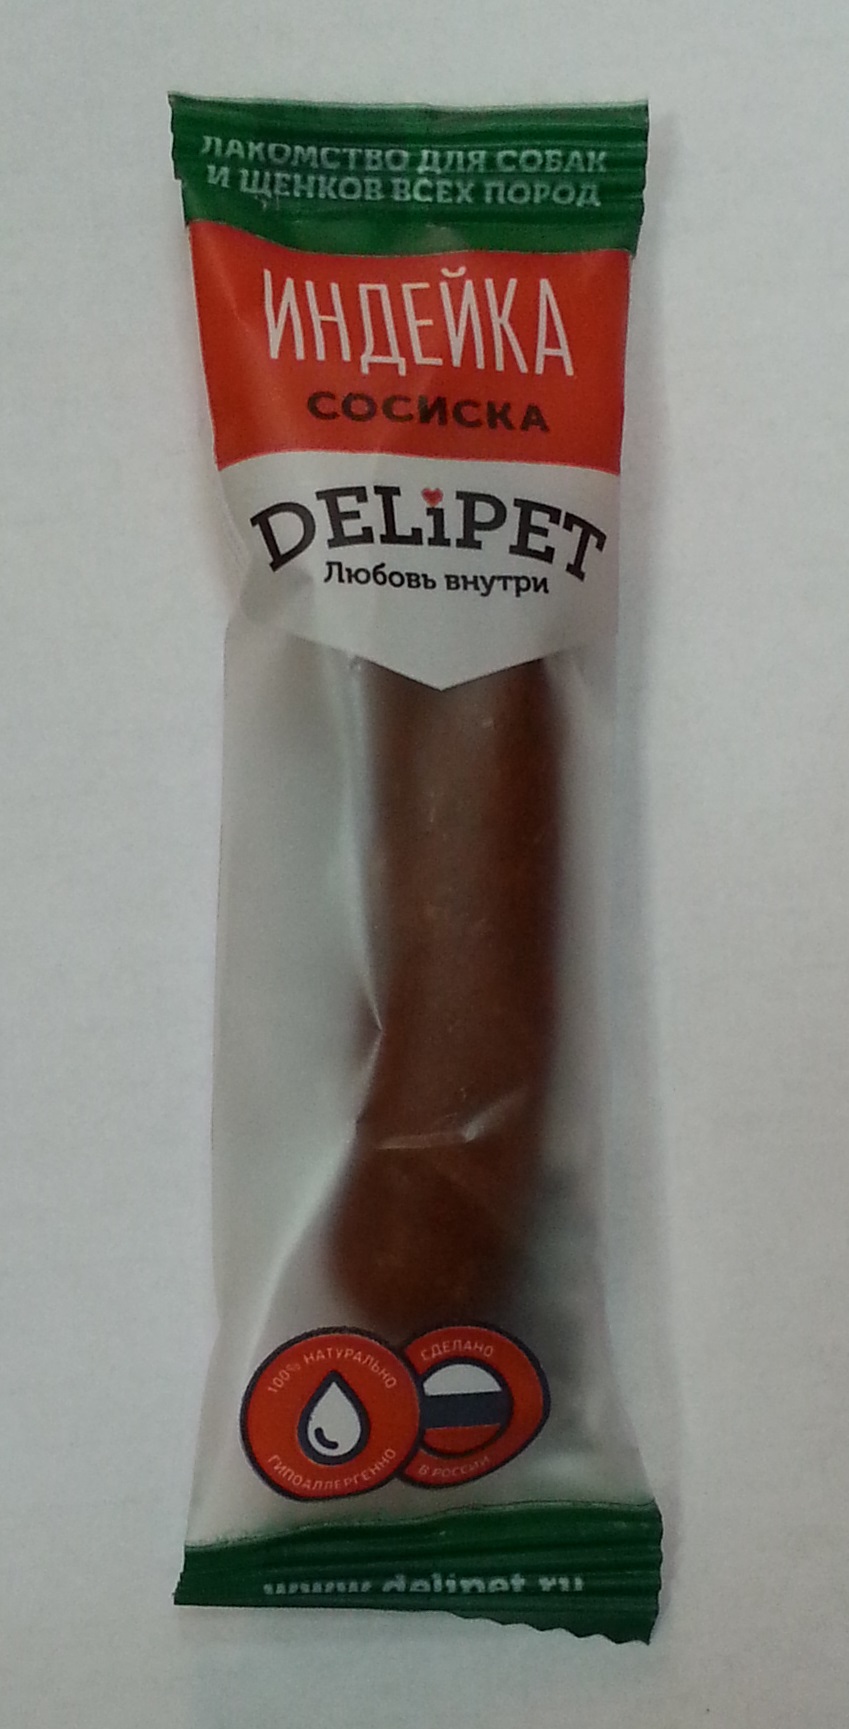 ЛАКОМСТВО ДЛЯ СОБАК
И ЩЕНКОВ ВСЕХ ПОРОД
ИНДЕЙКА
СОСИСКА
DELiPET
Любовь внутри
100% НАТУРАЛЬНО
ГИПОАЛЛЕРГЕННО
СДЕЛАНО
В РОССИИ
www.delipet.ru